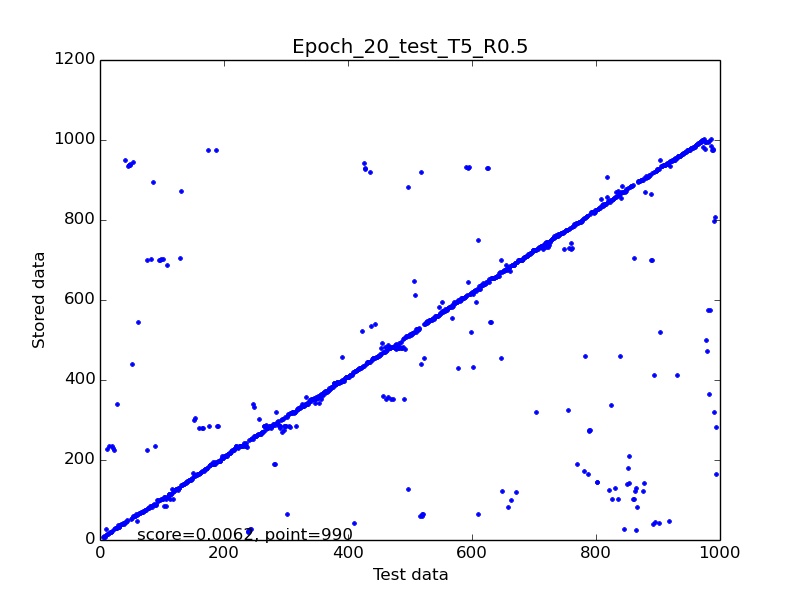 Epoch_20_test_T5_R0.5
1200
1000
800
600
400
200
0
Stored data
score=0.0062, point=990
0 200 400 600 800 1000
Test data